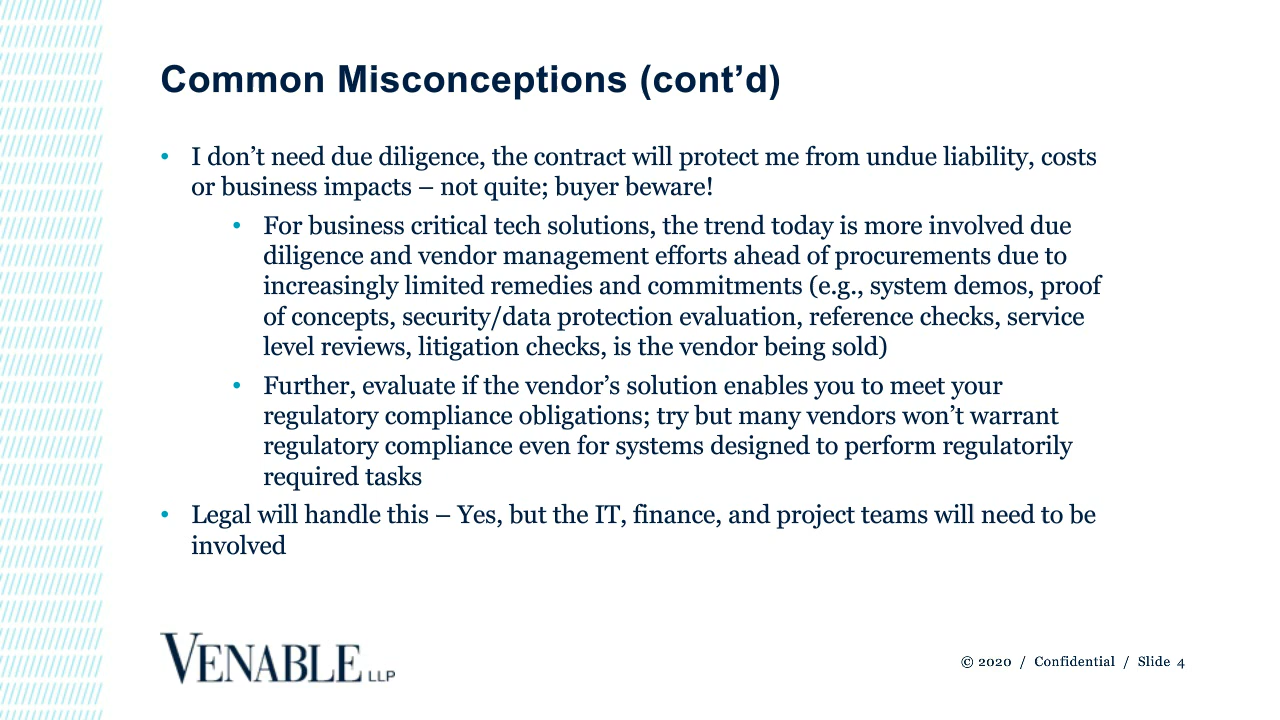 Common Misconceptions (cont’d)
• I don’t need due diligence, the contract will protect me from undue liability, costs
or business impacts – not quite; buyer beware!
• For business critical tech solutions, the trend today is more involved due
diligence and vendor management efforts ahead of procurements due to
increasingly limited remedies and commitments (e.g., system demos, proof
of concepts, security/data protection evaluation, reference checks, service
level reviews, litigation checks, is the vendor being sold)
• Further, evaluate if the vendor’s solution enables you to meet your
regulatory compliance obligations; try but many vendors won’t warrant
regulatory compliance even for systems designed to perform regulatorily
required tasks
• Legal will handle this – Yes, but the IT, finance, and project teams will need to be
involved
VENABLE LLP
© 2020 / Confidential / Slide 4